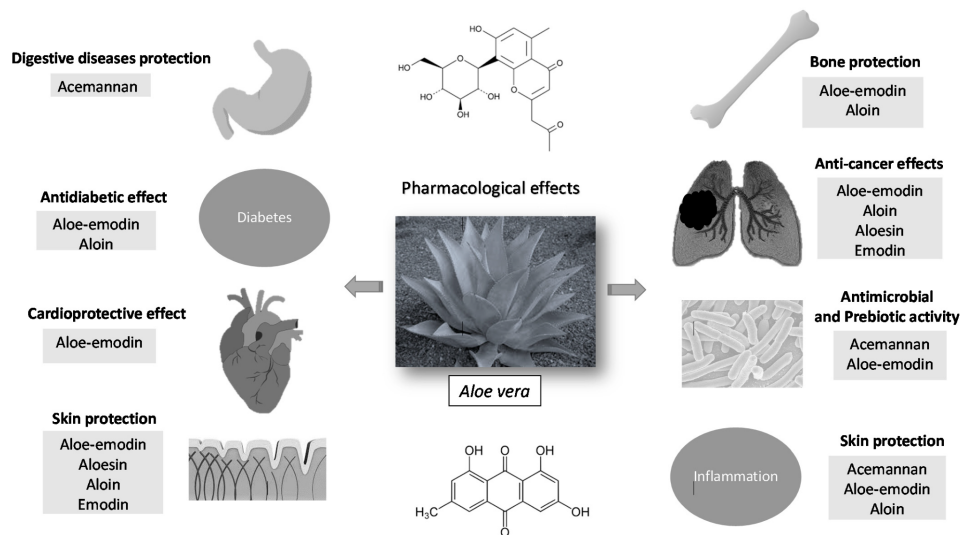 Digestive diseases protection
Acemannan
Antidiabetic effect
Aloe-emodin
Aloin
Diabetes
Cardioprotective effect
Aloe-emodin
Skin protection
Aloe-emodin
Aloesin
Aloin
Emodin
HO
O
HO
O
O
HO
OH
OH
O
Pharmacological effects
Aloe vera
OH
O
OH
H₃C
OH
O
Bone protection
Aloe-emodin
Aloin
Anti-cancer effects
Aloe-emodin
Aloin
Aloesin
Emodin
Antimicrobial
and Prebiotic activity
Acemannan
Aloe-emodin
Inflammation
Skin protection
Acemannan
Aloe-emodin
Aloin